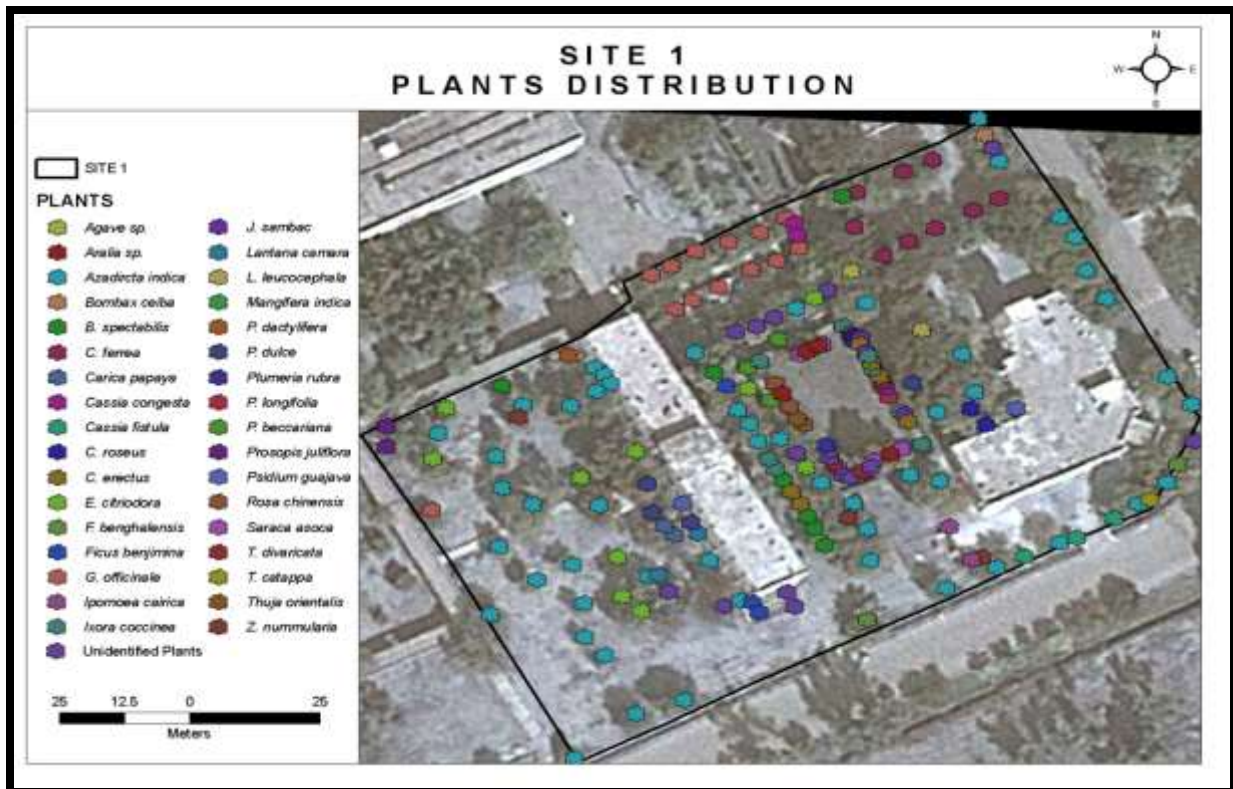 SITE 1
PLANTS DISTRIBUTION
N
W
E
S
SITE 1
PLANTS
Agave sp.
Aralia sp.
Azadircta indica
Bombax ceiba
B. spectabilis
C. ferrea
Carica papaya
Cassia congesta
Cassia fistula
C. roseus
C. erectus
E. citriodora
F. benghalensis
Ficus benjimina
G. officinale
Ipomoea cairica
Ixora coccinea
Unidentified Plants
J. sambac
Lantana camara
L. leucocephala
Mangifera indica
P. dactylifera
P. dulce
Plumeria rubra
P. longifolia
P. beccariana
Prosopis juliflora
Psidium guajava
Rosa chinensis
Saraca asoca
T. divaricata
T. catappa
Thuja orientalis
Z. nummularia
25 12.5 0 25
Meters